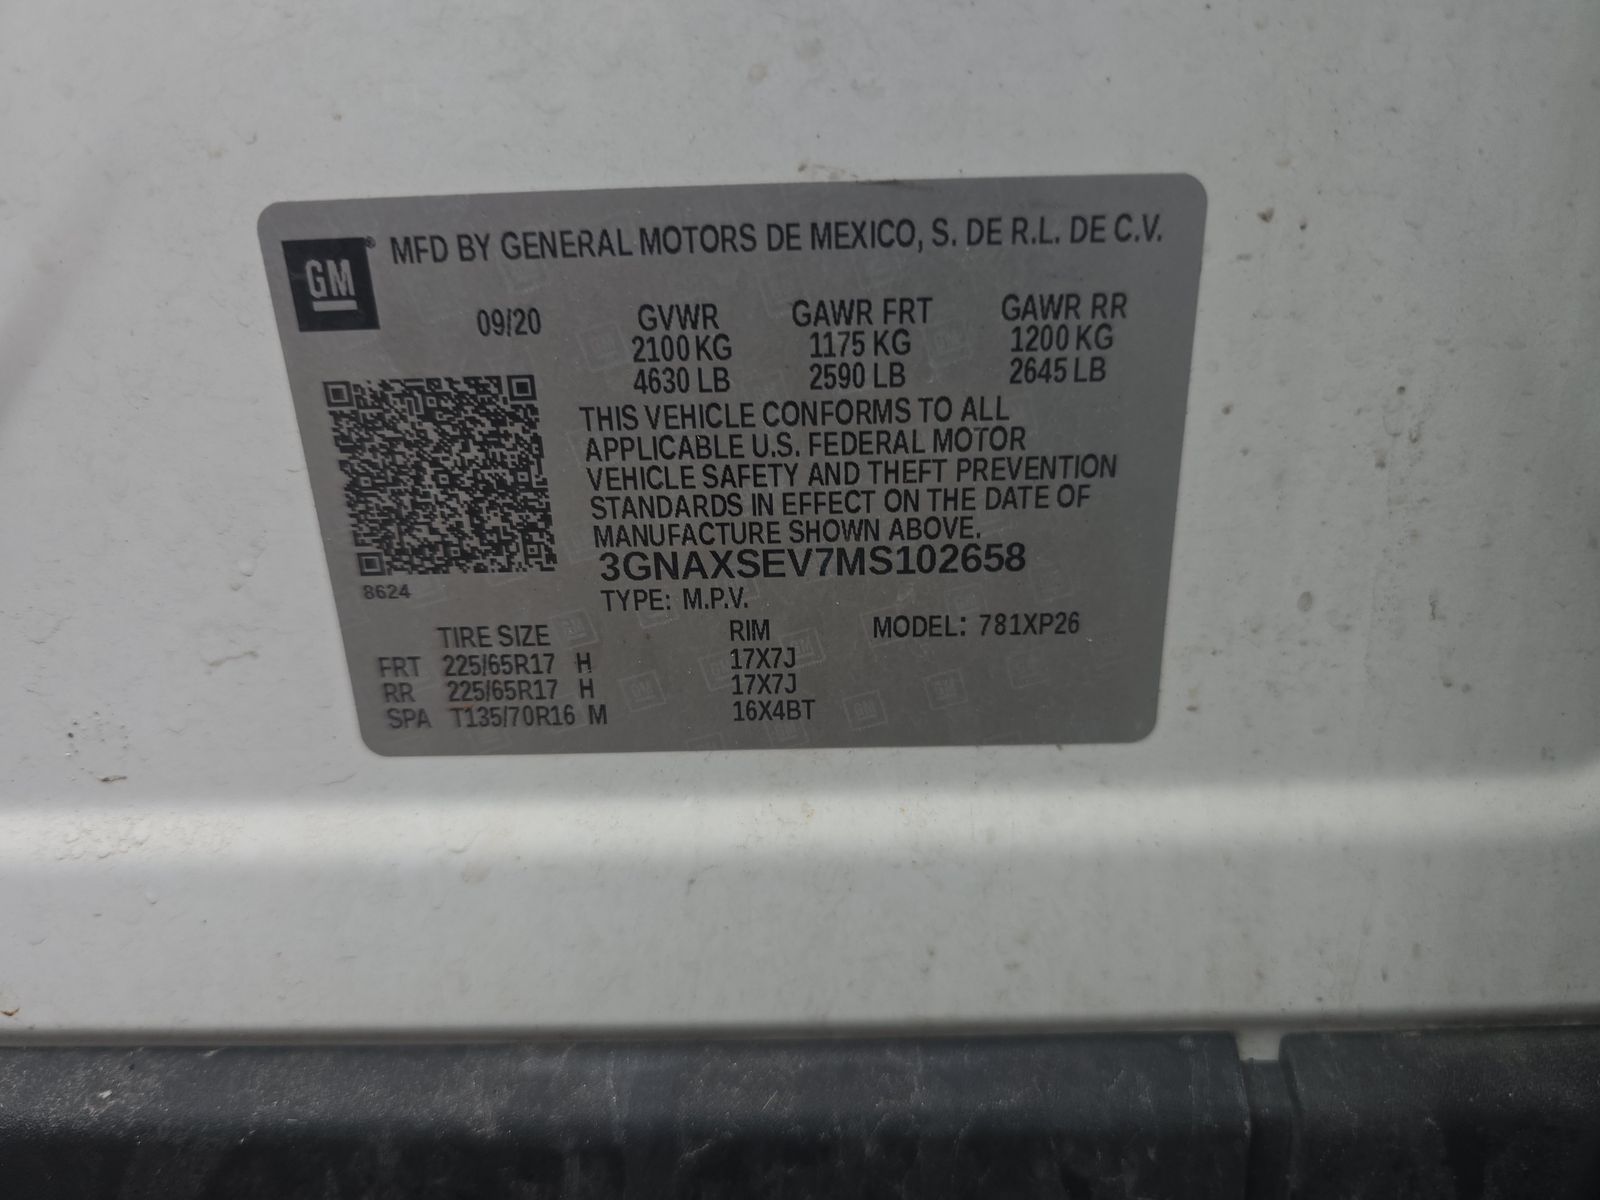 GM® MFD BY GENERAL MOTORS DE MEXICO, S. DE R.L. DE C.V.
09/20 GVWR GAWR FRT GAWR RR
2100 KG 1175 KG 1200 KG
4630 LB 2590 LB 2645 LB
THIS VEHICLE CONFORMS TO ALL
APPLICABLE U.S. FEDERAL MOTOR
VEHICLE SAFETY AND THEFT PREVENTION
STANDARDS IN EFFECT ON THE DATE OF
MANUFACTURE SHOWN ABOVE.
3GNAXSEV7MS102658
8624
TYPE: M.P.V.
TIRE SIZE RIM MODEL: 781XP26
FRT 225/65R17 H 17X7J
RR 225/65R17 H 17X7J
SPA T135/70R16 M 16X4BT